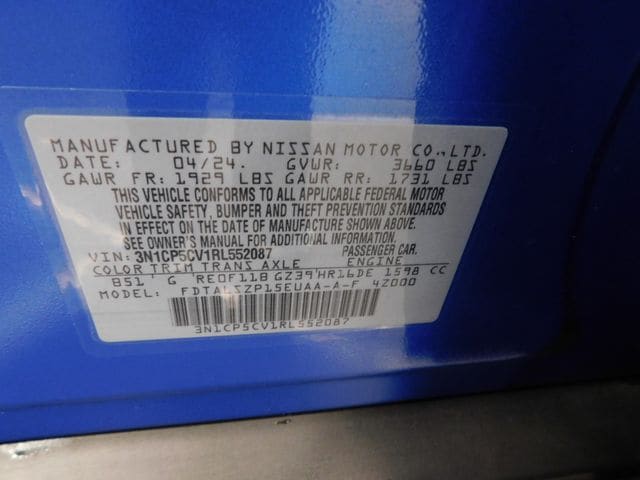 MANUFACTURED BY NISSAN MOTOR CO.,LTD.
DATE: 04/24. GVWR: 3660 LBS
GAWR FR: 1929 LBS GAWR RR: 1731 LBS
THIS VEHICLE CONFORMS TO ALL APPLICABLE FEDERAL MOTOR
VEHICLE SAFETY, BUMPER AND THEFT PREVENTION STANDARDS
IN EFFECT ON THE DATE OF MANUFACTURE SHOWN ABOVE.
SEE OWNER'S MANUAL FOR ADDITIONAL INFORMATION.
VIN: 3N1CP5CV1RL552087 PASSENGER CAR.
COLOR TRIM TRANS AXLE ENGINE
B51 G RE0F11B GZ39 HR16DE 1598 CC
MODEL: FDTALSZP15EUAA-A-F 4Z000
3N1CP5CV1RL552087